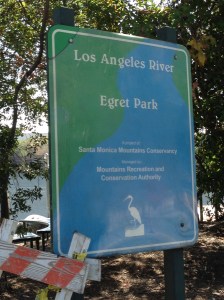 Los Angeles River
Egret Park
Santa Monica Mountains Conservancy
Mountains Recreation and
Conservation Authority